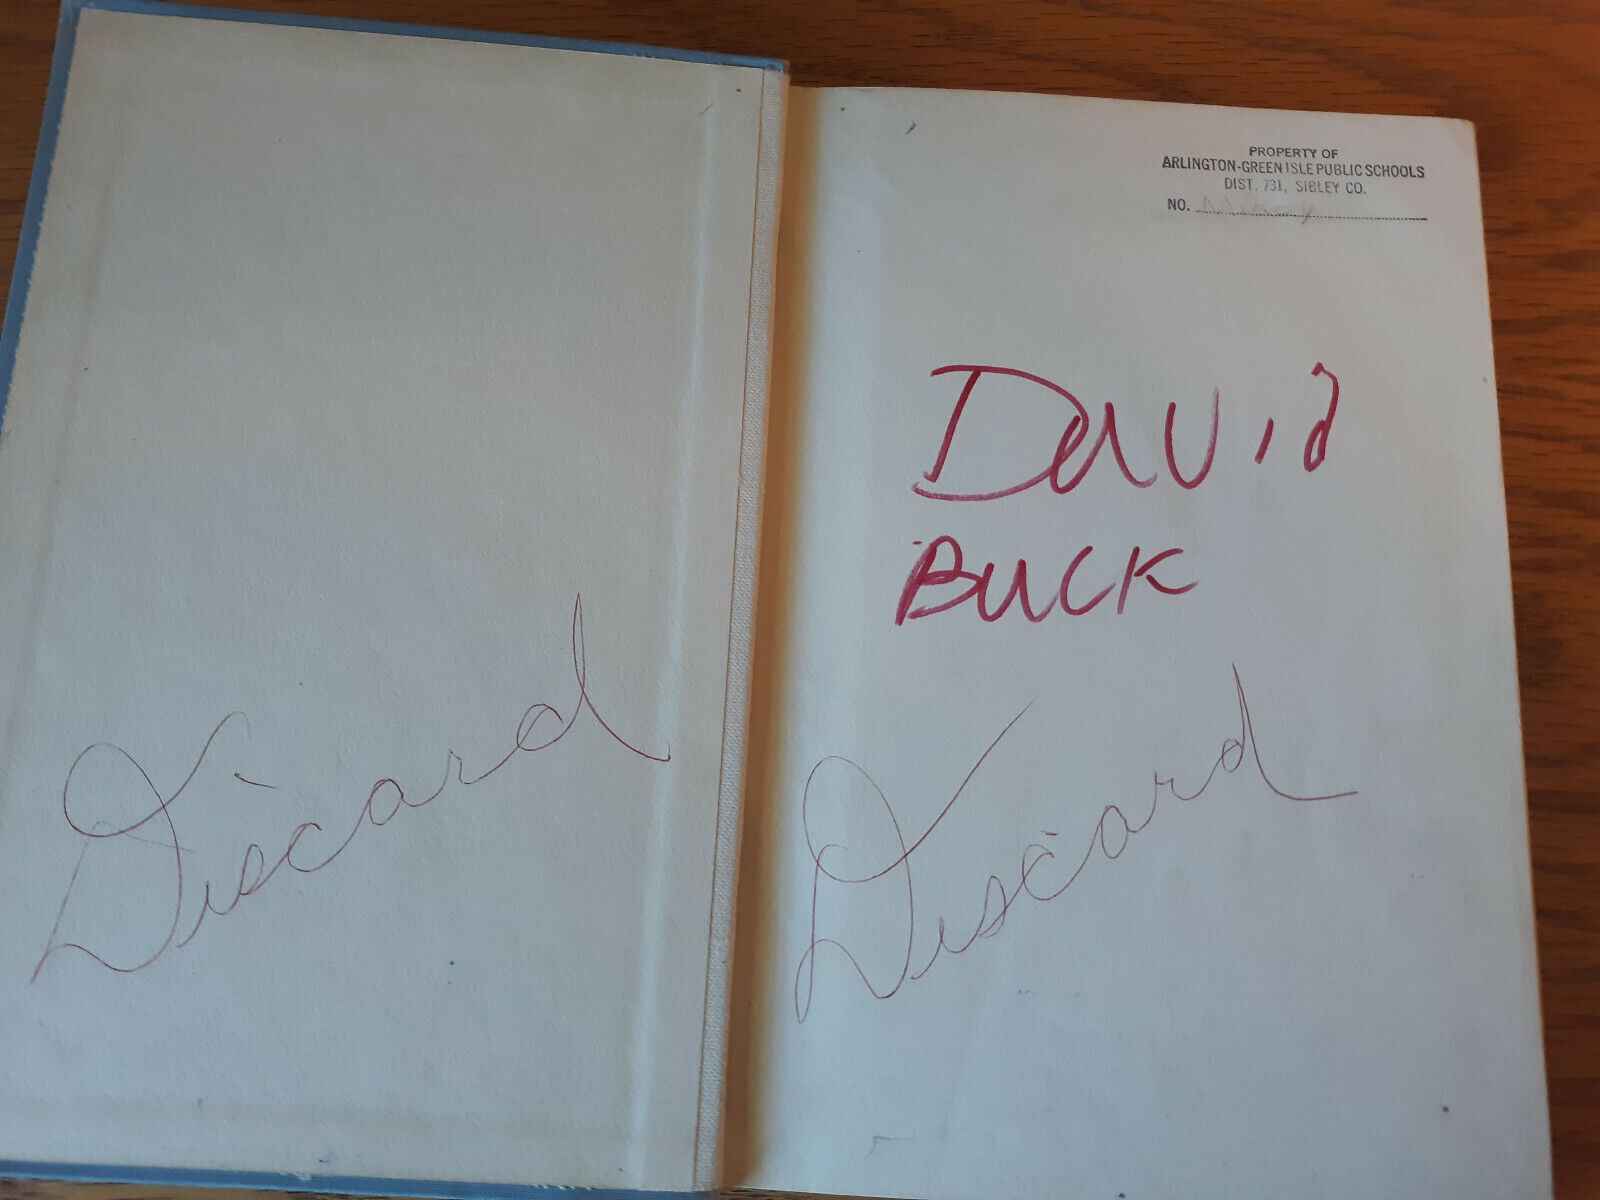 Discard
PROPERTY OF
ARLINGTON-GREEN ISLE PUBLIC SCHOOLS
DIST. 731, SIBLEY CO.
NO.
David
BUCK
Discard